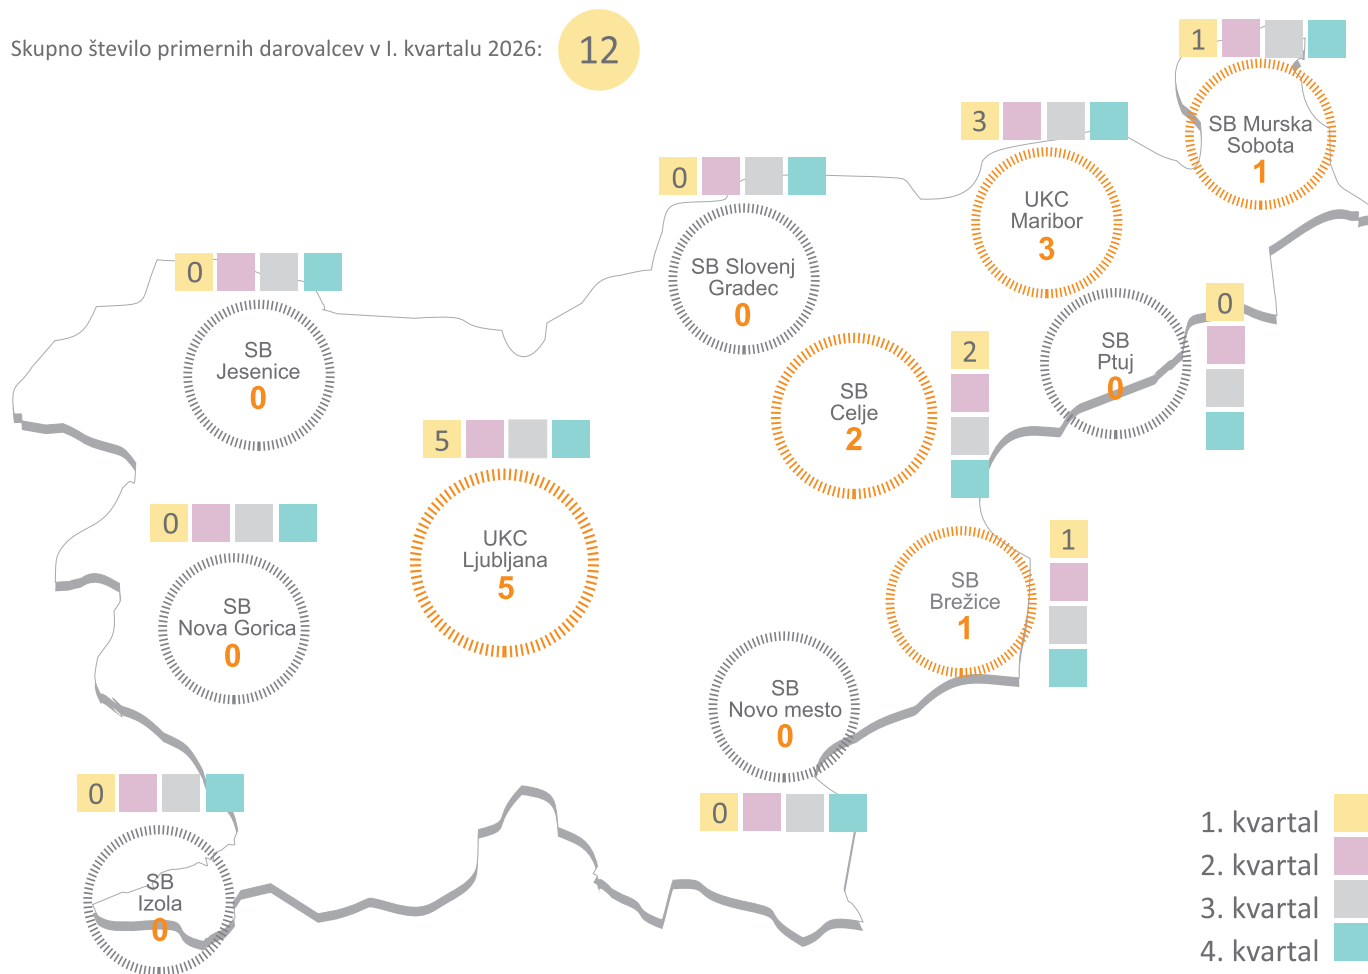 Skupno število primernih darovalcev v I. kvartalu 2026:
12
1
SB Murska
Sobota
1
3
UKC
Maribor
3
0
SB Slovenj
Gradec
0
0
SB
Jesenice
0
0
SB
Ptuj
0
2
SB
Celje
2
5
UKC
Ljubljana
5
0
SB
Nova Gorica
0
1
SB
Brežice
1
SB
Novo mesto
0
0
0
SB
Izola
0
1. kvartal
2. kvartal
3. kvartal
4. kvartal